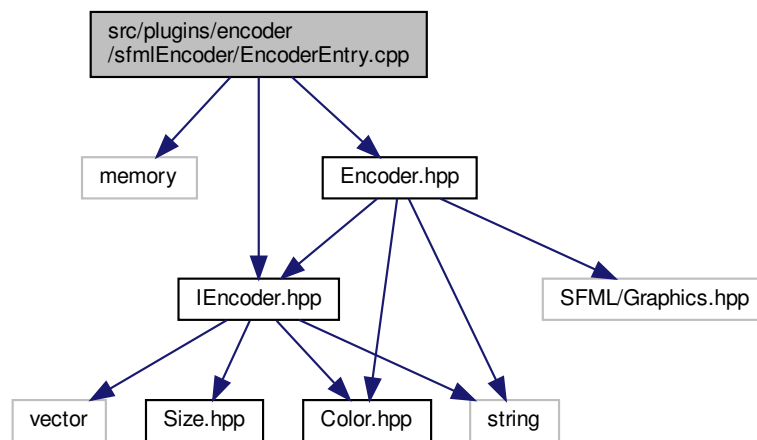 src/plugins/encoder
/sfmlEncoder/EncoderEntry.cpp
memory
Encoder.hpp
IEncoder.hpp
SFML/Graphics.hpp
vector
Size.hpp
Color.hpp
string